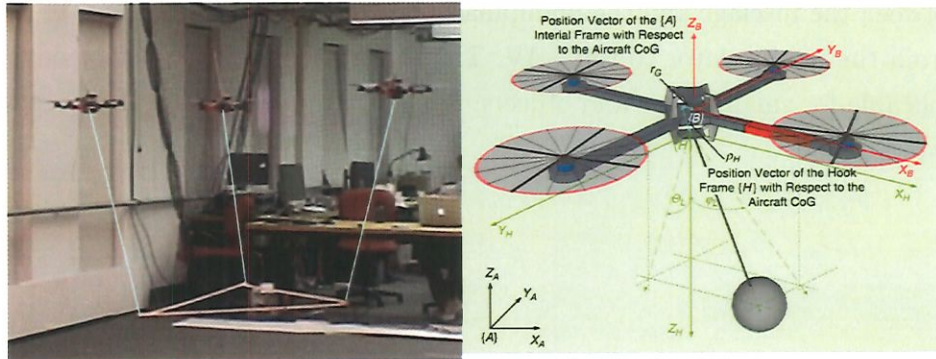 Position Vector of the {A}
Interial Frame with Respect
to the Aircraft CoG
Z_B
Y_B
r_G
{B}
{H}
ρ_H
X_B
Position Vector of the Hook
Frame {H} with Respect to the
Aircraft CoG
X_H
Y_H
Θ_L
φ_L
Z_A
Y_A
{A}
X_A
Z_H